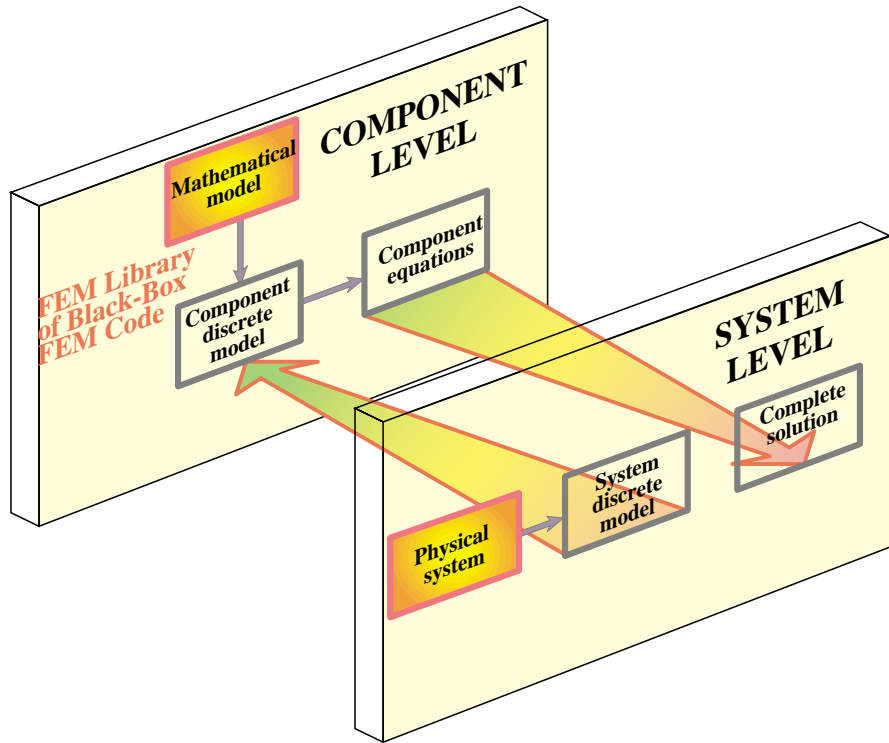 COMPONENT
LEVEL
Mathematical
model
Component
equations
FEM Library
of Black-Box
FEM Code
Component
discrete
model
SYSTEM
LEVEL
Complete
solution
System
discrete
model
Physical
system